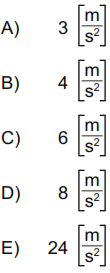 A) 3 [m/s²]
B) 4 [m/s²]
C) 6 [m/s²]
D) 8 [m/s²]
E) 24 [m/s²]